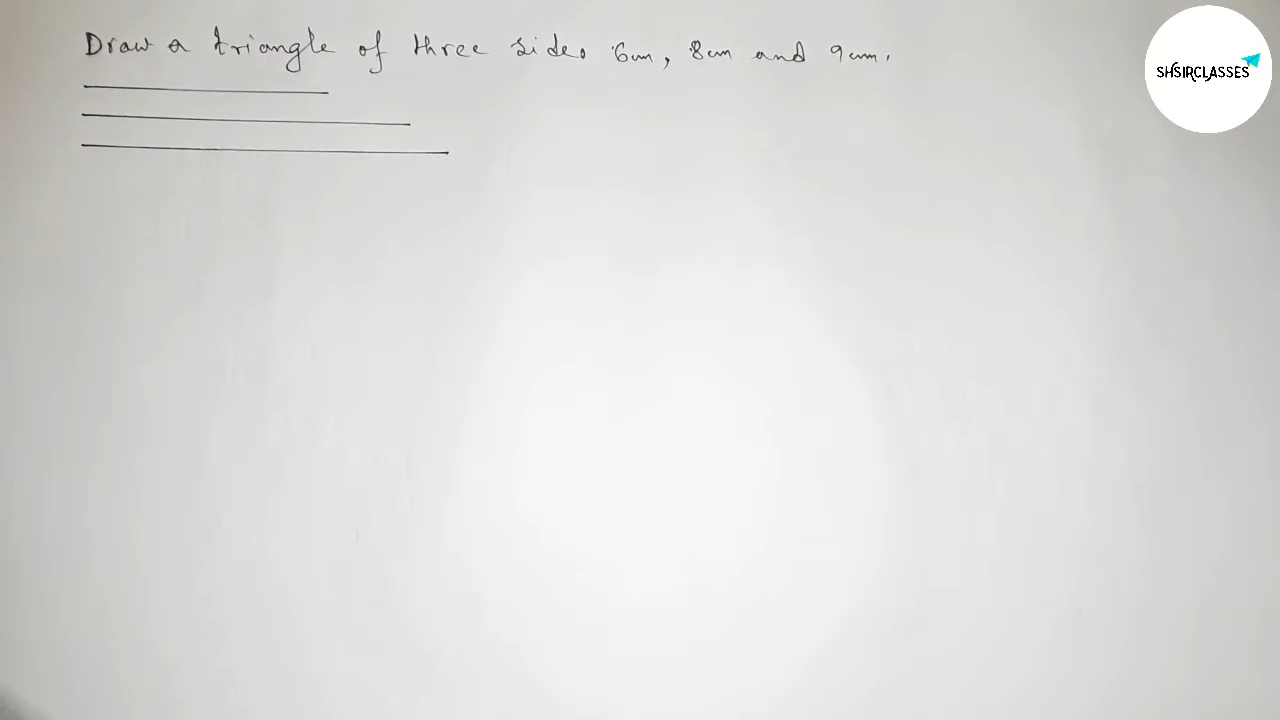 Draw a triangle of three sides 6cm, 8cm and 9cm.
SHSIRCLASSES